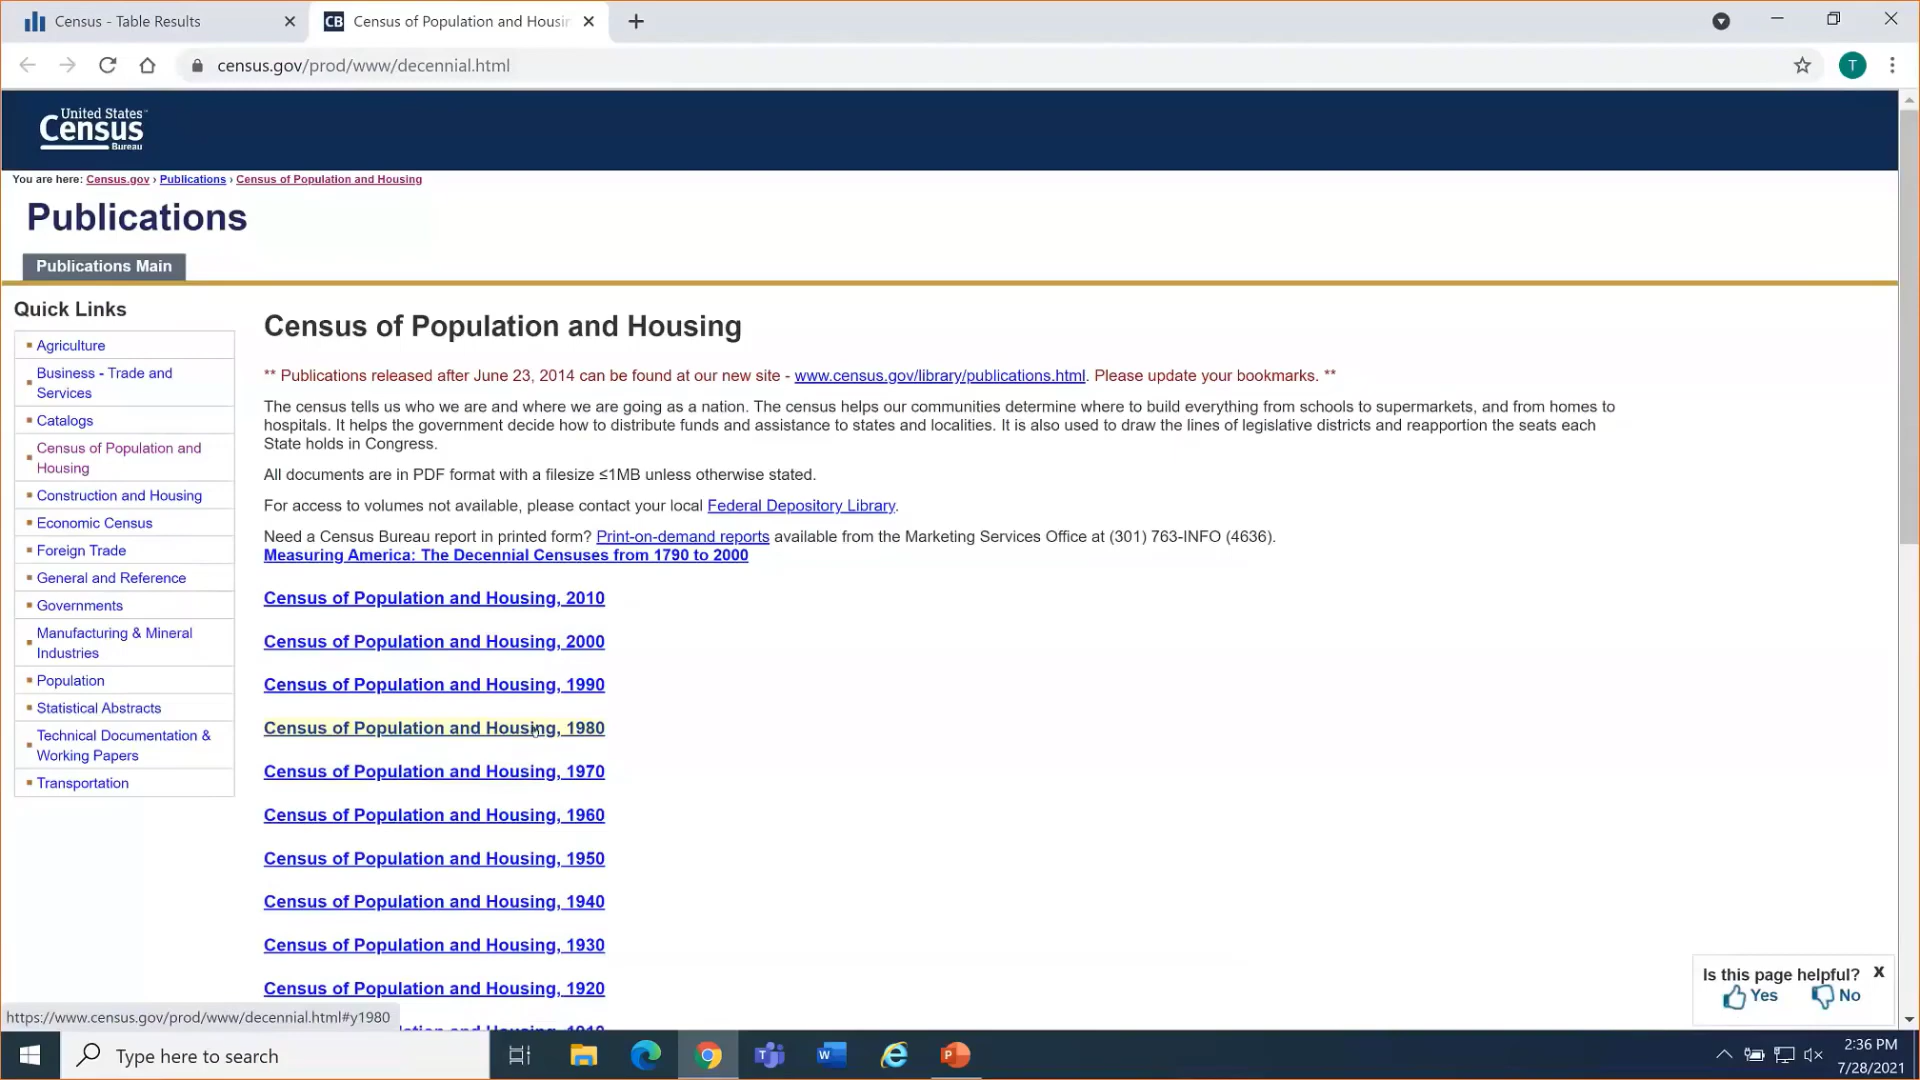 Census - Table Results
CB Census of Population and Housin
census.gov/prod/www/decennial.html
T
United States
Census
Bureau
You are here: Census.gov › Publications › Census of Population and Housing
Publications
Publications Main
Quick Links
Agriculture
Business - Trade and
Services
Catalogs
Census of Population and
Housing
Construction and Housing
Economic Census
Foreign Trade
General and Reference
Governments
Manufacturing & Mineral
Industries
Population
Statistical Abstracts
Technical Documentation &
Working Papers
Transportation
Census of Population and Housing
** Publications released after June 23, 2014 can be found at our new site - www.census.gov/library/publications.html. Please update your bookmarks. **
The census tells us who we are and where we are going as a nation. The census helps our communities determine where to build everything from schools to supermarkets, and from homes to
hospitals. It helps the government decide how to distribute funds and assistance to states and localities. It is also used to draw the lines of legislative districts and reapportion the seats each
State holds in Congress.
All documents are in PDF format with a filesize ≤1MB unless otherwise stated.
For access to volumes not available, please contact your local Federal Depository Library.
Need a Census Bureau report in printed form? Print-on-demand reports available from the Marketing Services Office at (301) 763-INFO (4636).
Measuring America: The Decennial Censuses from 1790 to 2000
Census of Population and Housing, 2010
Census of Population and Housing, 2000
Census of Population and Housing, 1990
Census of Population and Housing, 1980
Census of Population and Housing, 1970
Census of Population and Housing, 1960
Census of Population and Housing, 1950
Census of Population and Housing, 1940
Census of Population and Housing, 1930
Census of Population and Housing, 1920
Is this page helpful? X
Yes No
https://www.census.gov/prod/www/decennial.html#y1980
Type here to search
2:36 PM
7/28/2021